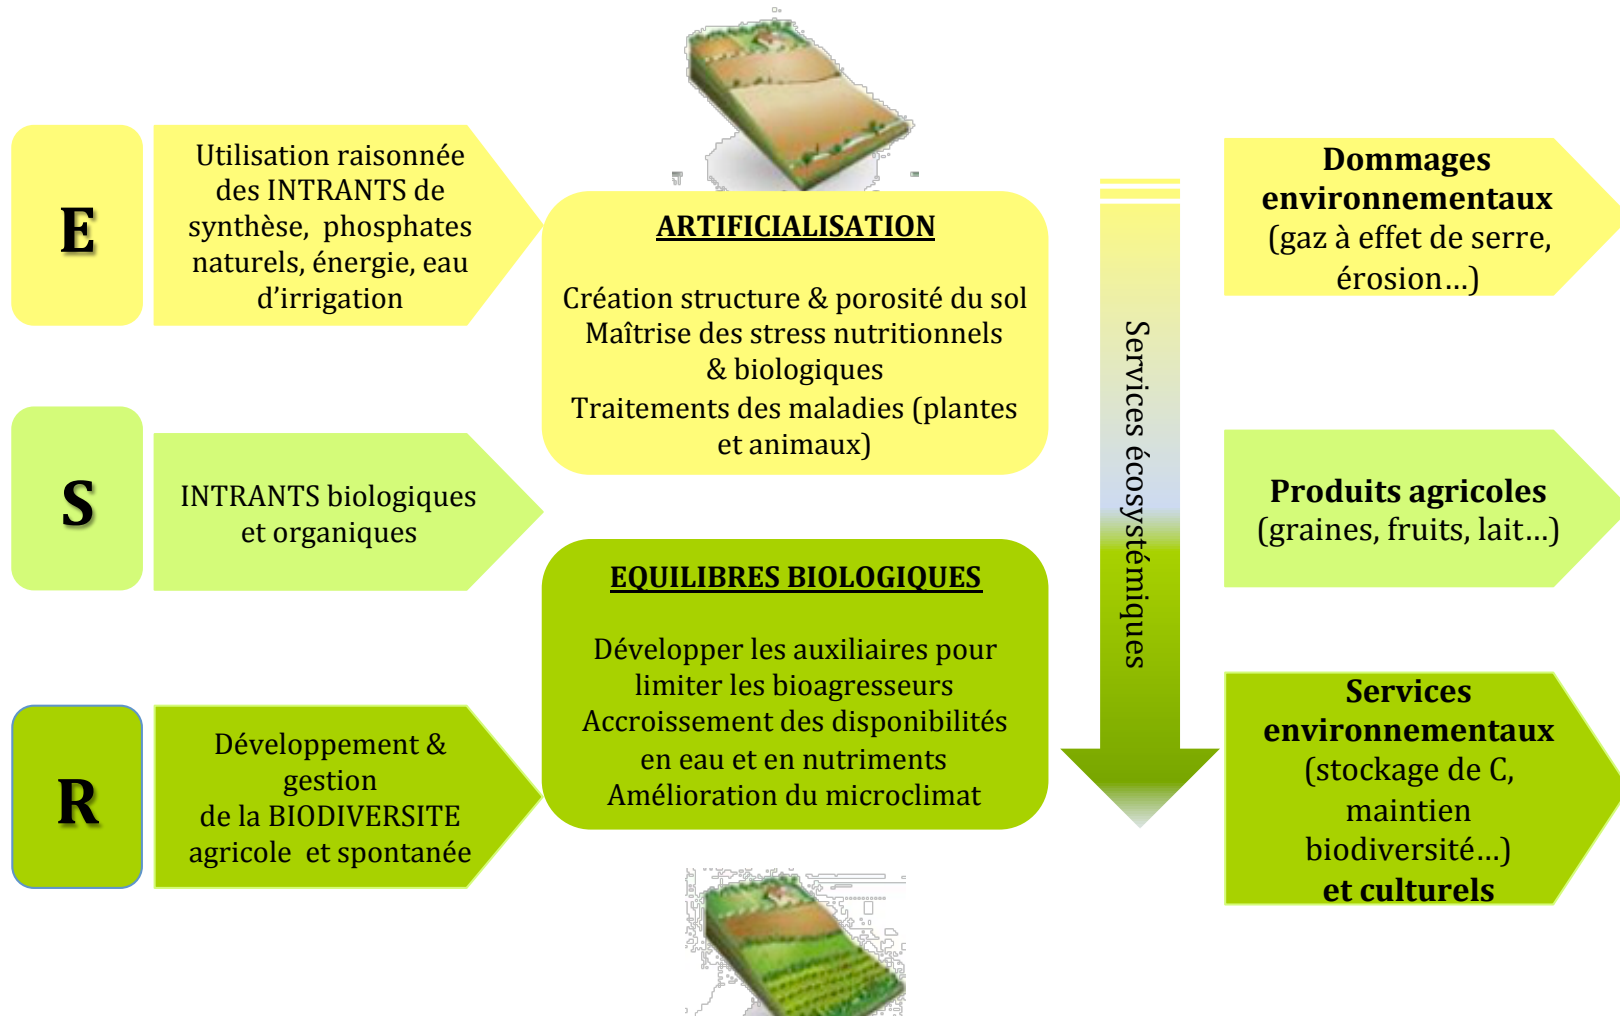 E
Utilisation raisonnée
des INTRANTS de
synthèse, phosphates
naturels, énergie, eau
d'irrigation
ARTIFICIALISATION
Création structure & porosité du sol
Maîtrise des stress nutritionnels
& biologiques
Traitements des maladies (plantes
et animaux)
Dommages
environnementaux
(gaz à effet de serre,
érosion…)
S
INTRANTS biologiques
et organiques
Services écosystémiques
Produits agricoles
(graines, fruits, lait…)
R
Développement &
gestion
de la BIODIVERSITE
agricole et spontanée
EQUILIBRES BIOLOGIQUES
Développer les auxiliaires pour
limiter les bioagresseurs
Accroissement des disponibilités
en eau et en nutriments
Amélioration du microclimat
Services
environnementaux
(stockage de C,
maintien
biodiversité…)
et culturels